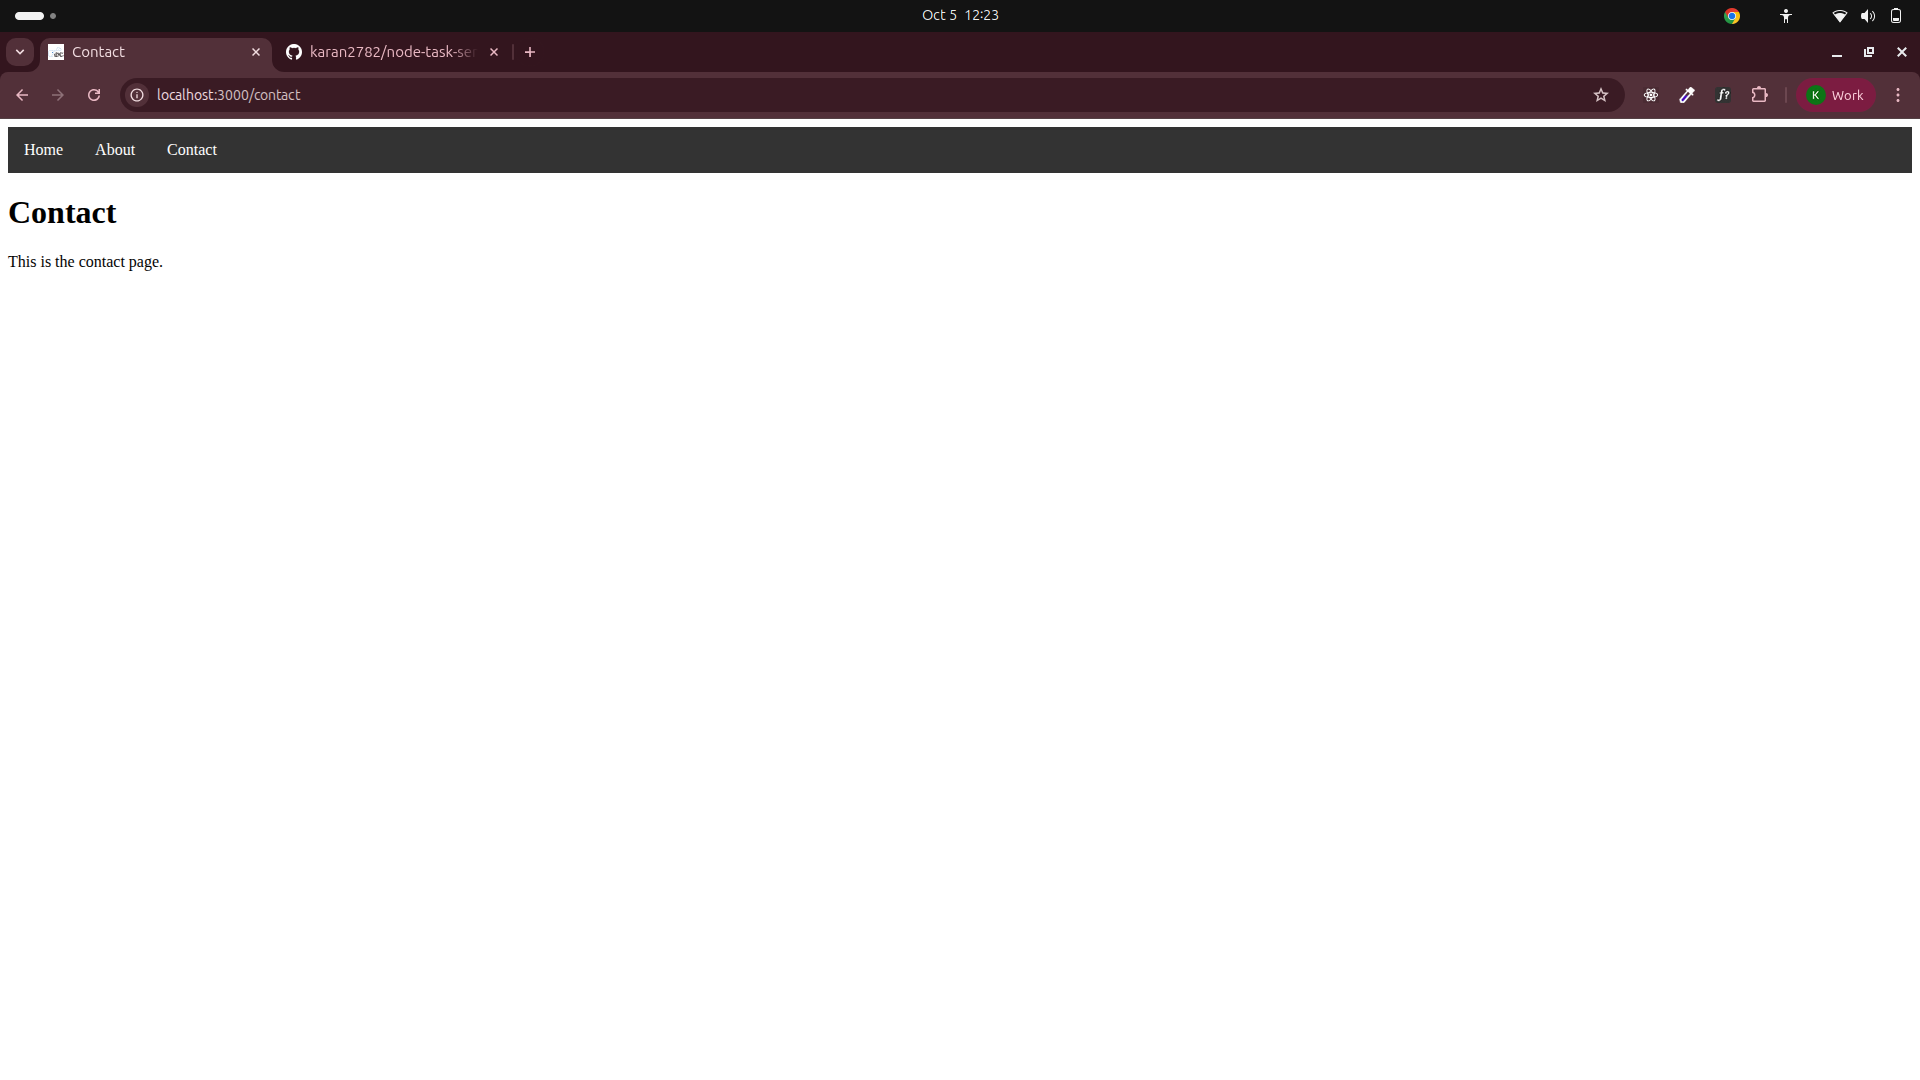 Oct 5 12:23
Contact
karan2782/node-task-ser
localhost:3000/contact
K Work
Home About Contact
Contact
This is the contact page.